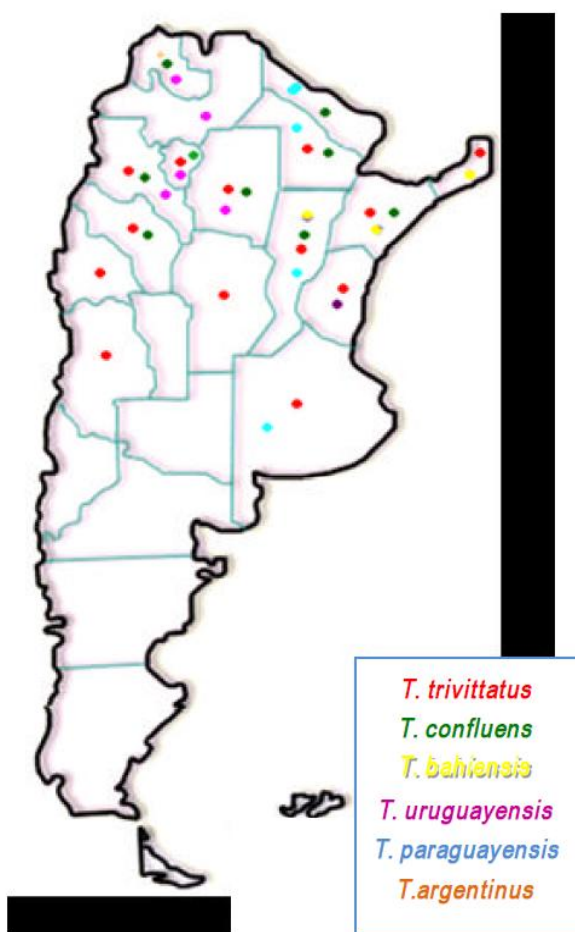 T. trivittatus
T. confluens
T. bahiensis
T. uruguayensis
T. paraguayensis
T.argentinus